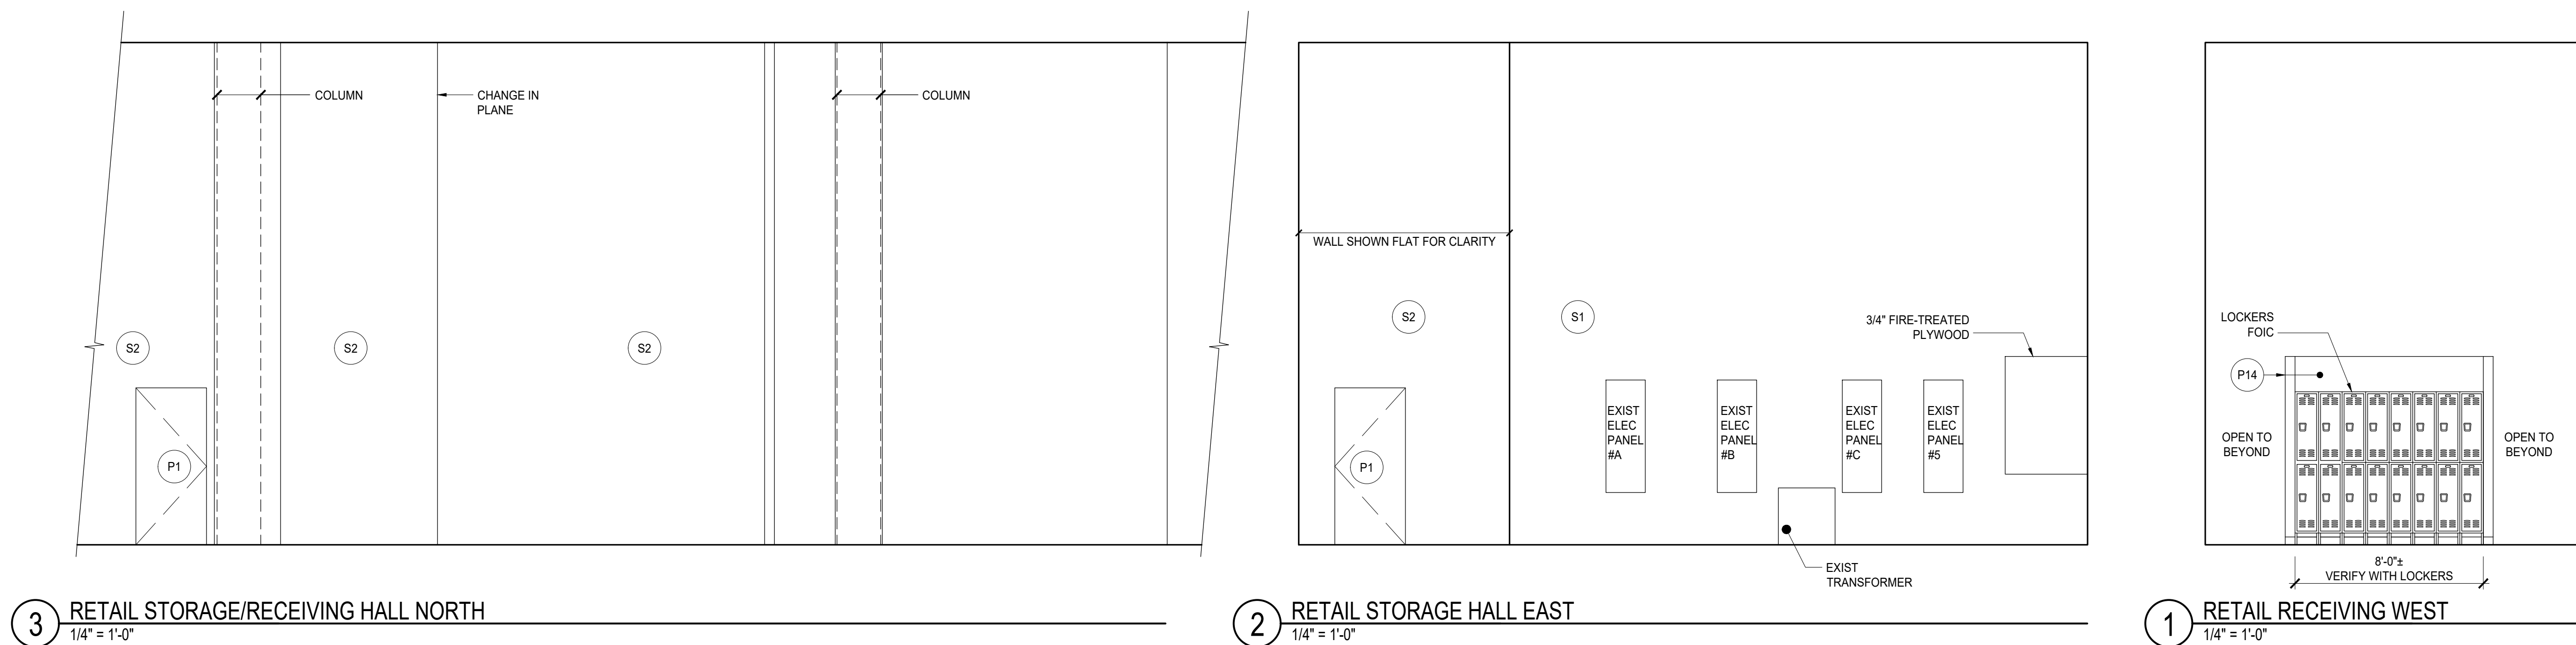 COLUMN
CHANGE IN
PLANE
COLUMN
S2
S2
S2
P1
3
RETAIL STORAGE/RECEIVING HALL NORTH
1/4" = 1'-0"
WALL SHOWN FLAT FOR CLARITY
S2
S1
3/4" FIRE-TREATED
PLYWOOD
P1
EXIST
ELEC
PANEL
#A
EXIST
ELEC
PANEL
#B
EXIST
ELEC
PANEL
#C
EXIST
ELEC
PANEL
#5
EXIST
TRANSFORMER
2
RETAIL STORAGE HALL EAST
1/4" = 1'-0"
LOCKERS
FOIC
P14
OPEN TO
BEYOND
OPEN TO
BEYOND
8'-0"±
VERIFY WITH LOCKERS
1
RETAIL RECEIVING WEST
1/4" = 1'-0"